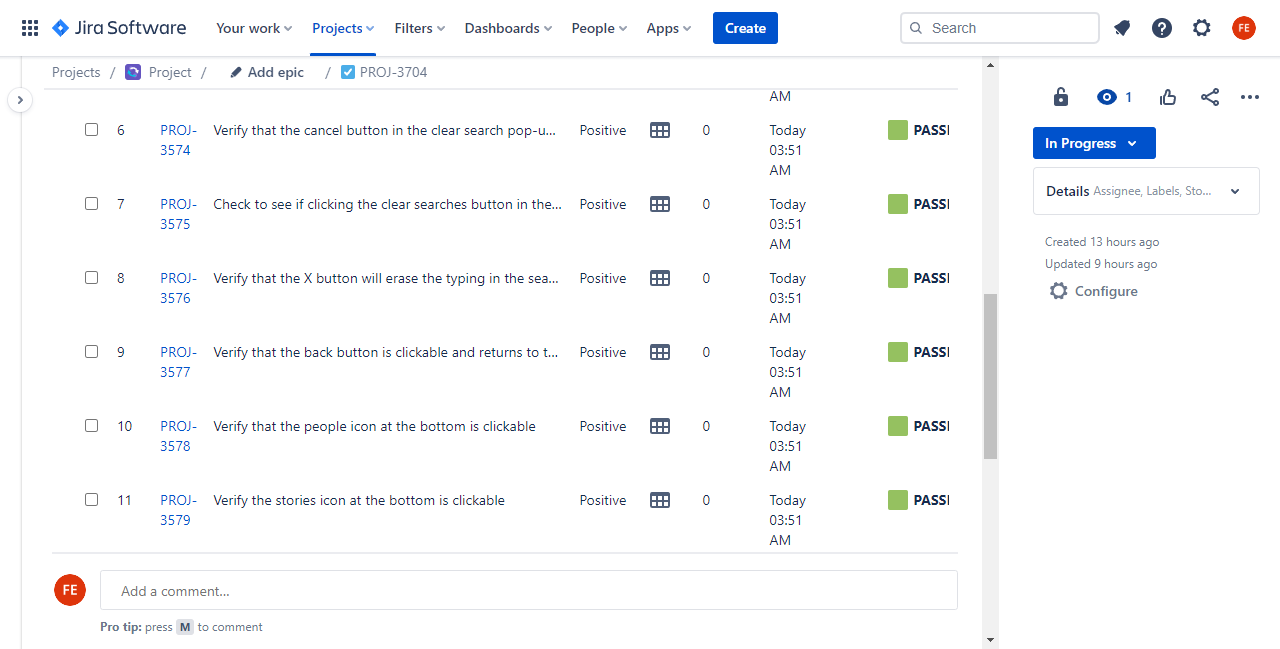 Jira Software Your work Projects Filters Dashboards People Apps Create Search FE
Projects / Project / Add epic / PROJ-3704
AM
6 PROJ-3574 Verify that the cancel button in the clear search pop-u... Positive 0 Today 03:51 AM PASS
7 PROJ-3575 Check to see if clicking the clear searches button in the... Positive 0 Today 03:51 AM PASS
8 PROJ-3576 Verify that the X button will erase the typing in the sea... Positive 0 Today 03:51 AM PASS
9 PROJ-3577 Verify that the back button is clickable and returns to t... Positive 0 Today 03:51 AM PASS
10 PROJ-3578 Verify that the people icon at the bottom is clickable Positive 0 Today 03:51 AM PASS
11 PROJ-3579 Verify the stories icon at the bottom is clickable Positive 0 Today 03:51 AM PASS
FE Add a comment...
Pro tip: press M to comment
1
In Progress
Details Assignee, Labels, Sto...
Created 13 hours ago
Updated 9 hours ago
Configure